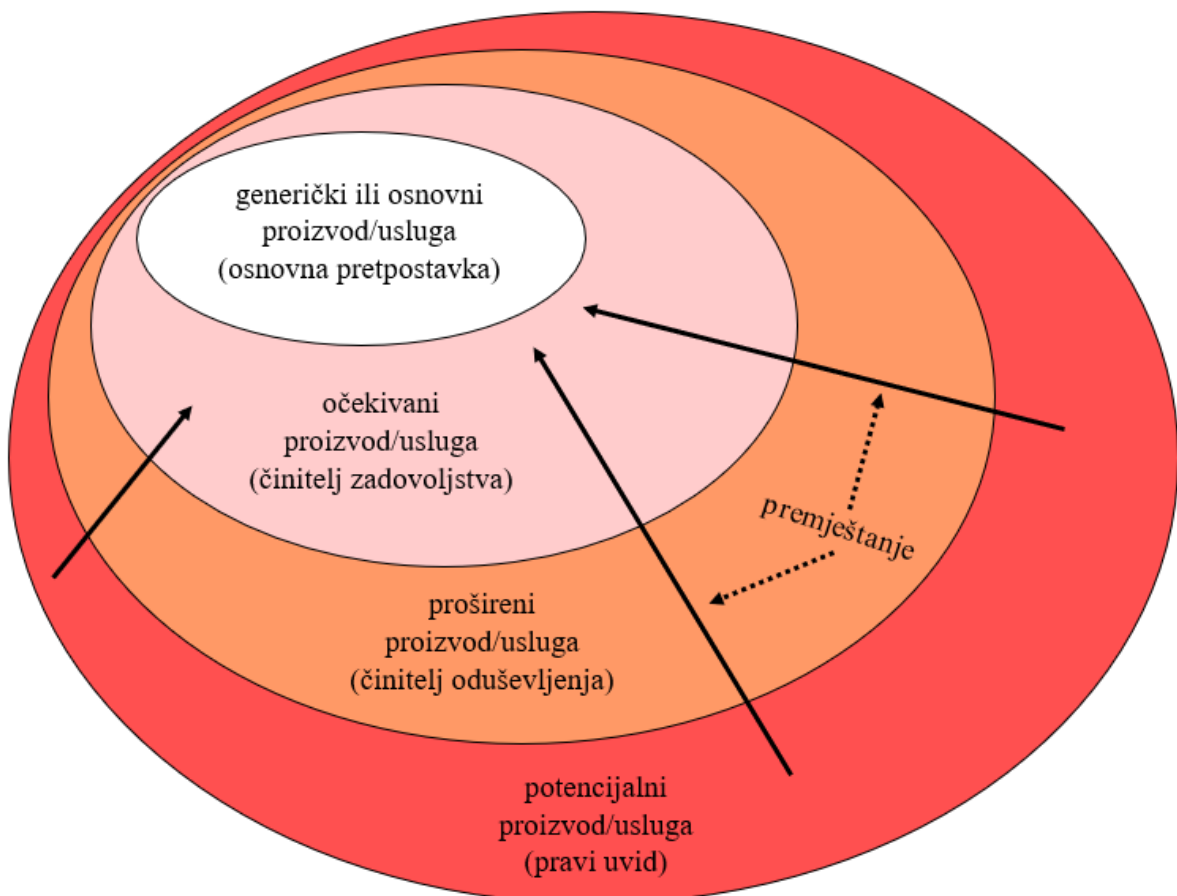 generički ili osnovni
proizvod/usluga
(osnovna pretpostavka)
očekivani
proizvod/usluga
(činitelj zadovoljstva)
premještanje
prošireni
proizvod/usluga
(činitelj oduševljenja)
potencijalni
proizvod/usluga
(pravi uvid)